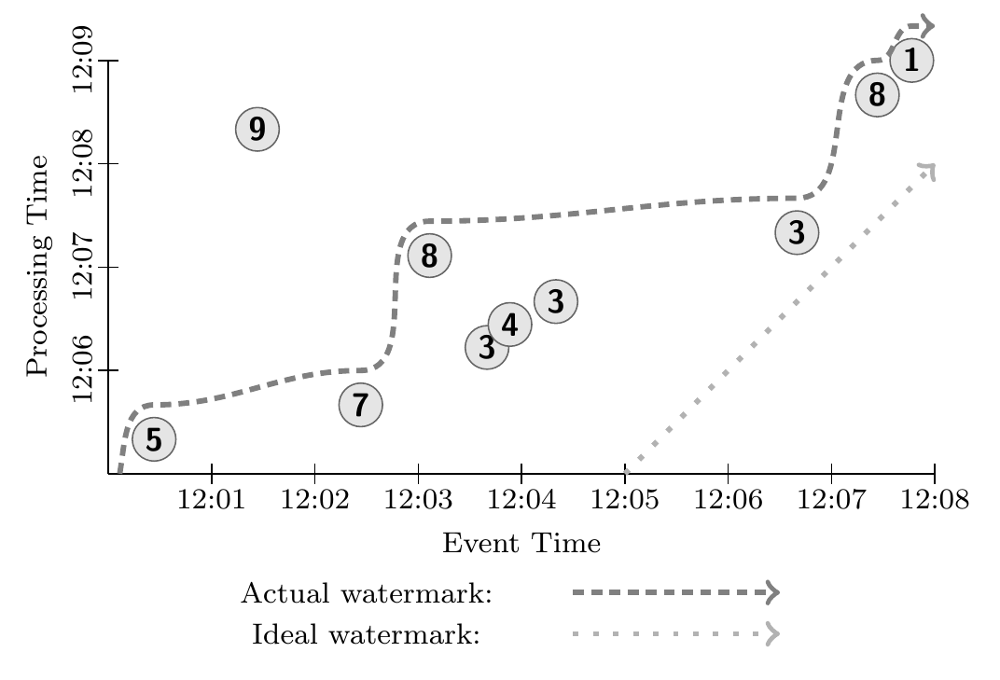 12:09
1
8
9
12:08
3
8
12:07
3
4
3
12:06
7
5
Processing Time
12:01 12:02 12:03 12:04 12:05 12:06 12:07 12:08
Event Time
Actual watermark:
Ideal watermark: